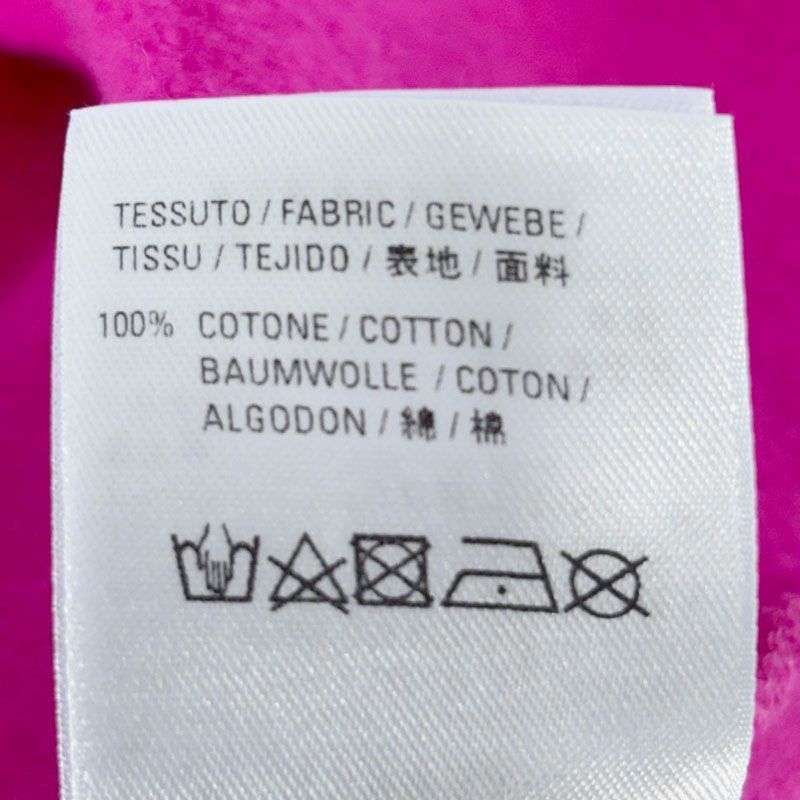 TESSUTO / FABRIC / GEWEBE /
TISSU / TEJIDO / 表地 / 面料
100% COTONE / COTTON /
BAUMWOLLE / COTON /
ALGODON / 綿 / 棉